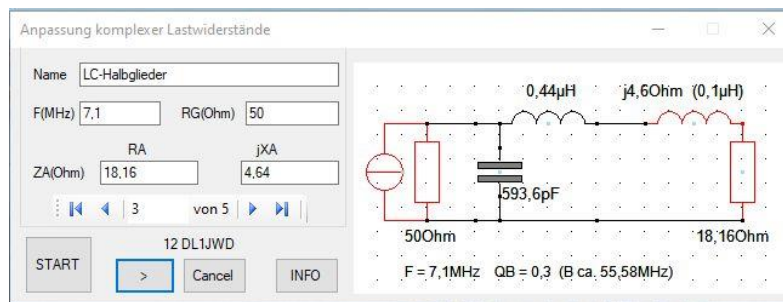 Anpassung komplexer Lastwiderstände
Name LC-Halbglieder
F(MHz) 7,1 RG(Ohm) 50
RA jXA
ZA(Ohm) 18,16 4,64
3 von 5
12 DL1JWD
START > Cancel INFO
0,44µH j4,6Ohm (0,1µH)
593,6pF
50Ohm 18,16Ohm
F = 7,1MHz QB = 0,3 (B ca. 55,58MHz)